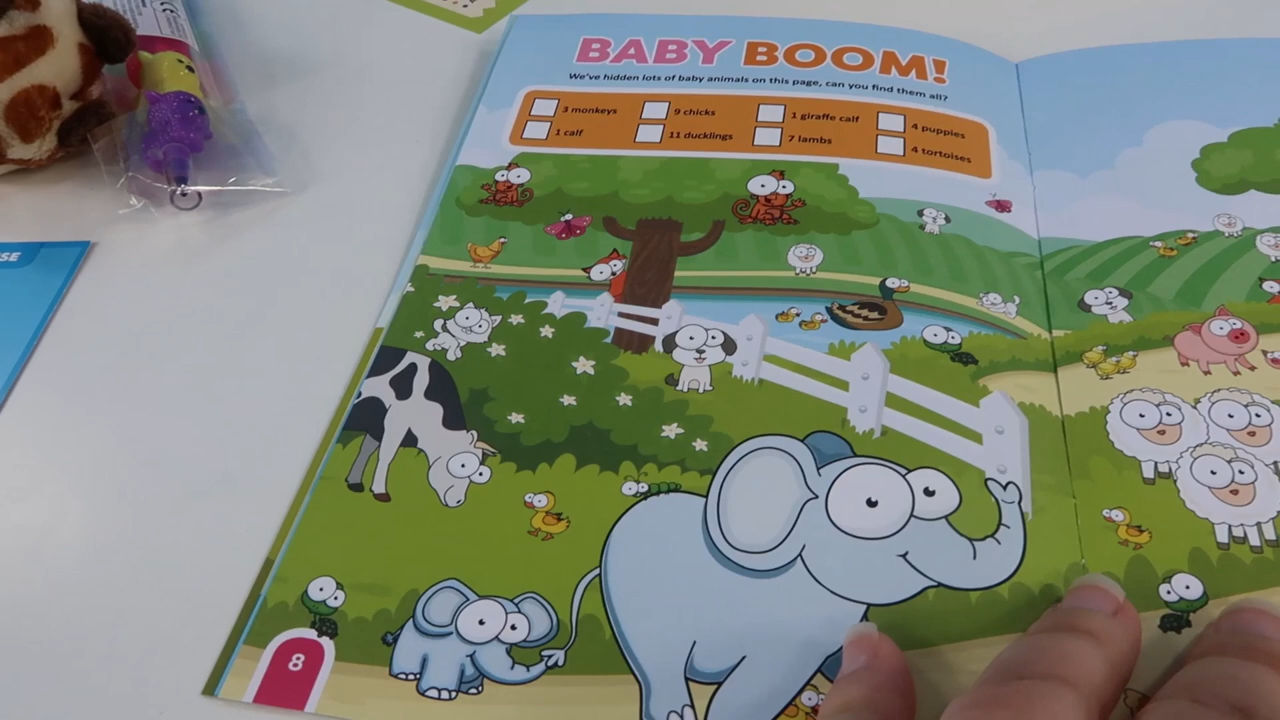 BABY BOOM!
We've hidden lots of baby animals on this page, can you find them all?
3 monkeys
9 chicks
1 giraffe calf
4 puppies
1 calf
11 ducklings
7 lambs
4 tortoises
SE
8